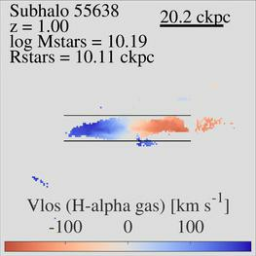 Subhalo 55638
20.2 ckpc
z = 1.00
log Mstars = 10.19
Rstars = 10.11 ckpc
Vlos (H-alpha gas) [km s⁻¹]
-100 0 100